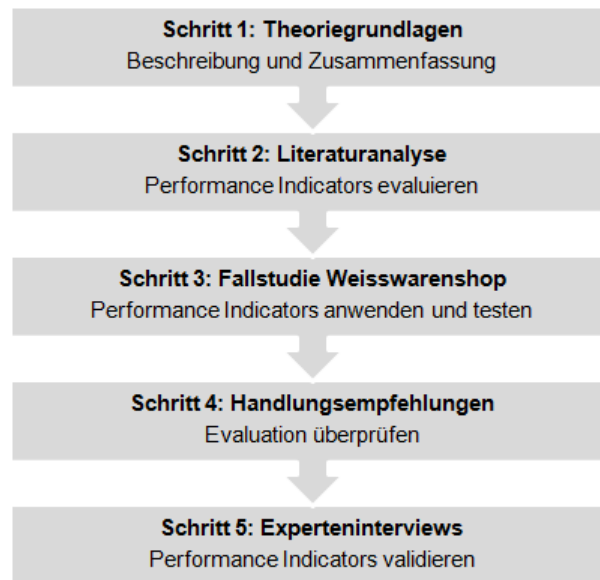 Schritt 1: Theoriegrundlagen
Beschreibung und Zusammenfassung
Schritt 2: Literaturanalyse
Performance Indicators evaluieren
Schritt 3: Fallstudie Weisswarenshop
Performance Indicators anwenden und testen
Schritt 4: Handlungsempfehlungen
Evaluation überprüfen
Schritt 5: Experteninterviews
Performance Indicators validieren